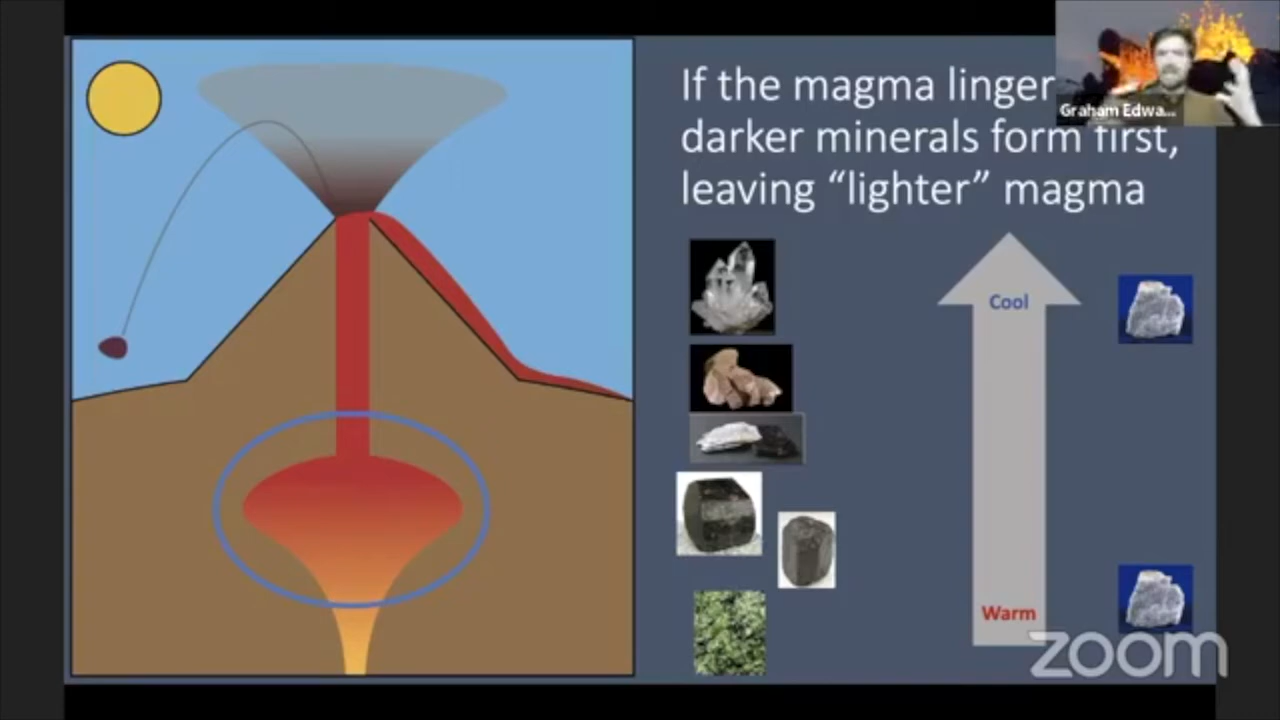 If the magma linger
darker minerals form first,
leaving “lighter” magma
Graham Edwa...
Cool
Warm
zoom